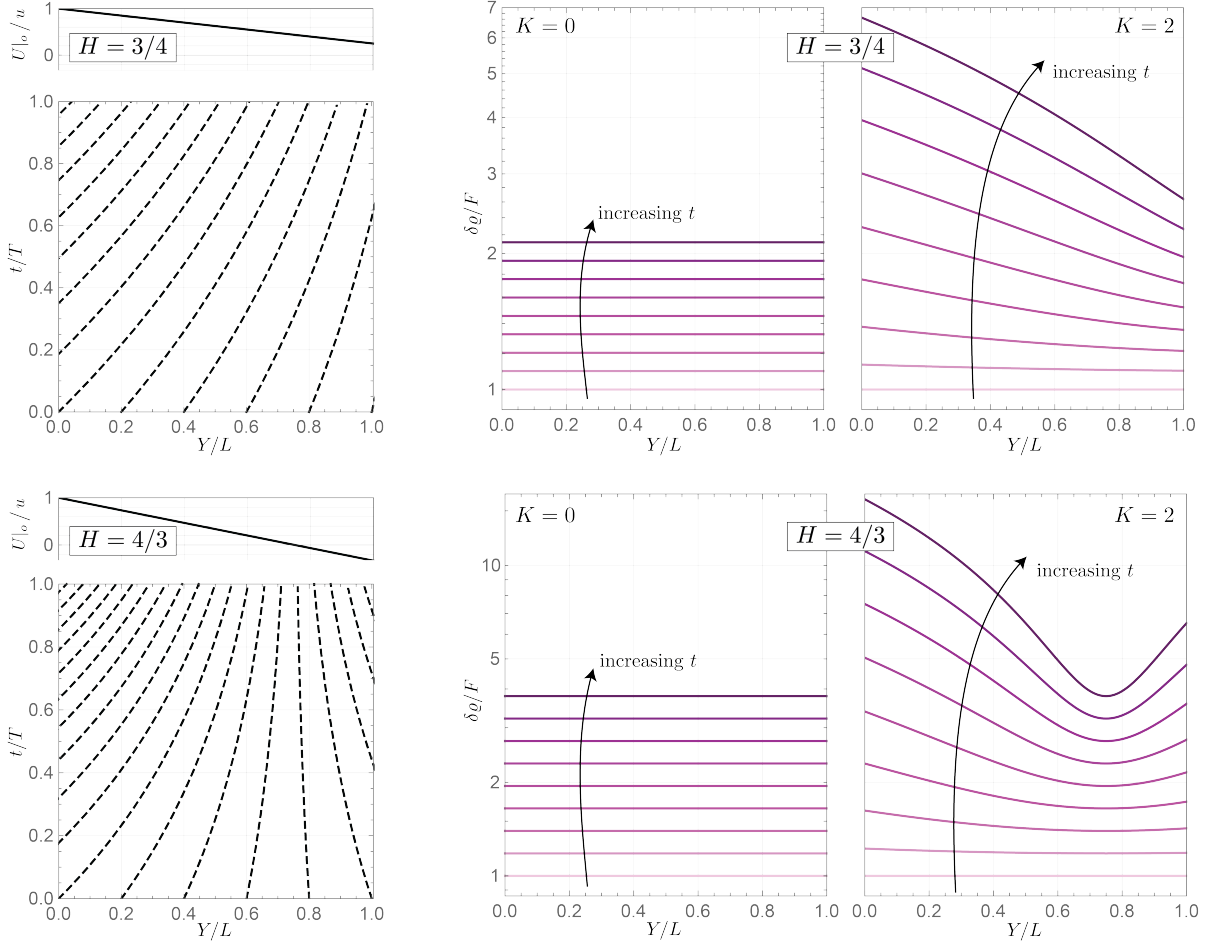 U|ₒ / u
1
0
H = 3/4
t/T
1.0
0.8
0.6
0.4
0.2
0.0
0.0 0.2 0.4 0.6 0.8 1.0
Y/L
K = 0
δϱ/F
7
6
5
4
3
2
1
increasing t
0.0 0.2 0.4 0.6 0.8 1.0
Y/L
H = 3/4
K = 2
increasing t
0.0 0.2 0.4 0.6 0.8 1.0
Y/L
U|ₒ / u
1
0
H = 4/3
t/T
1.0
0.8
0.6
0.4
0.2
0.0
0.0 0.2 0.4 0.6 0.8 1.0
Y/L
K = 0
δϱ/F
10
5
2
1
increasing t
0.0 0.2 0.4 0.6 0.8 1.0
Y/L
H = 4/3
K = 2
increasing t
0.0 0.2 0.4 0.6 0.8 1.0
Y/L